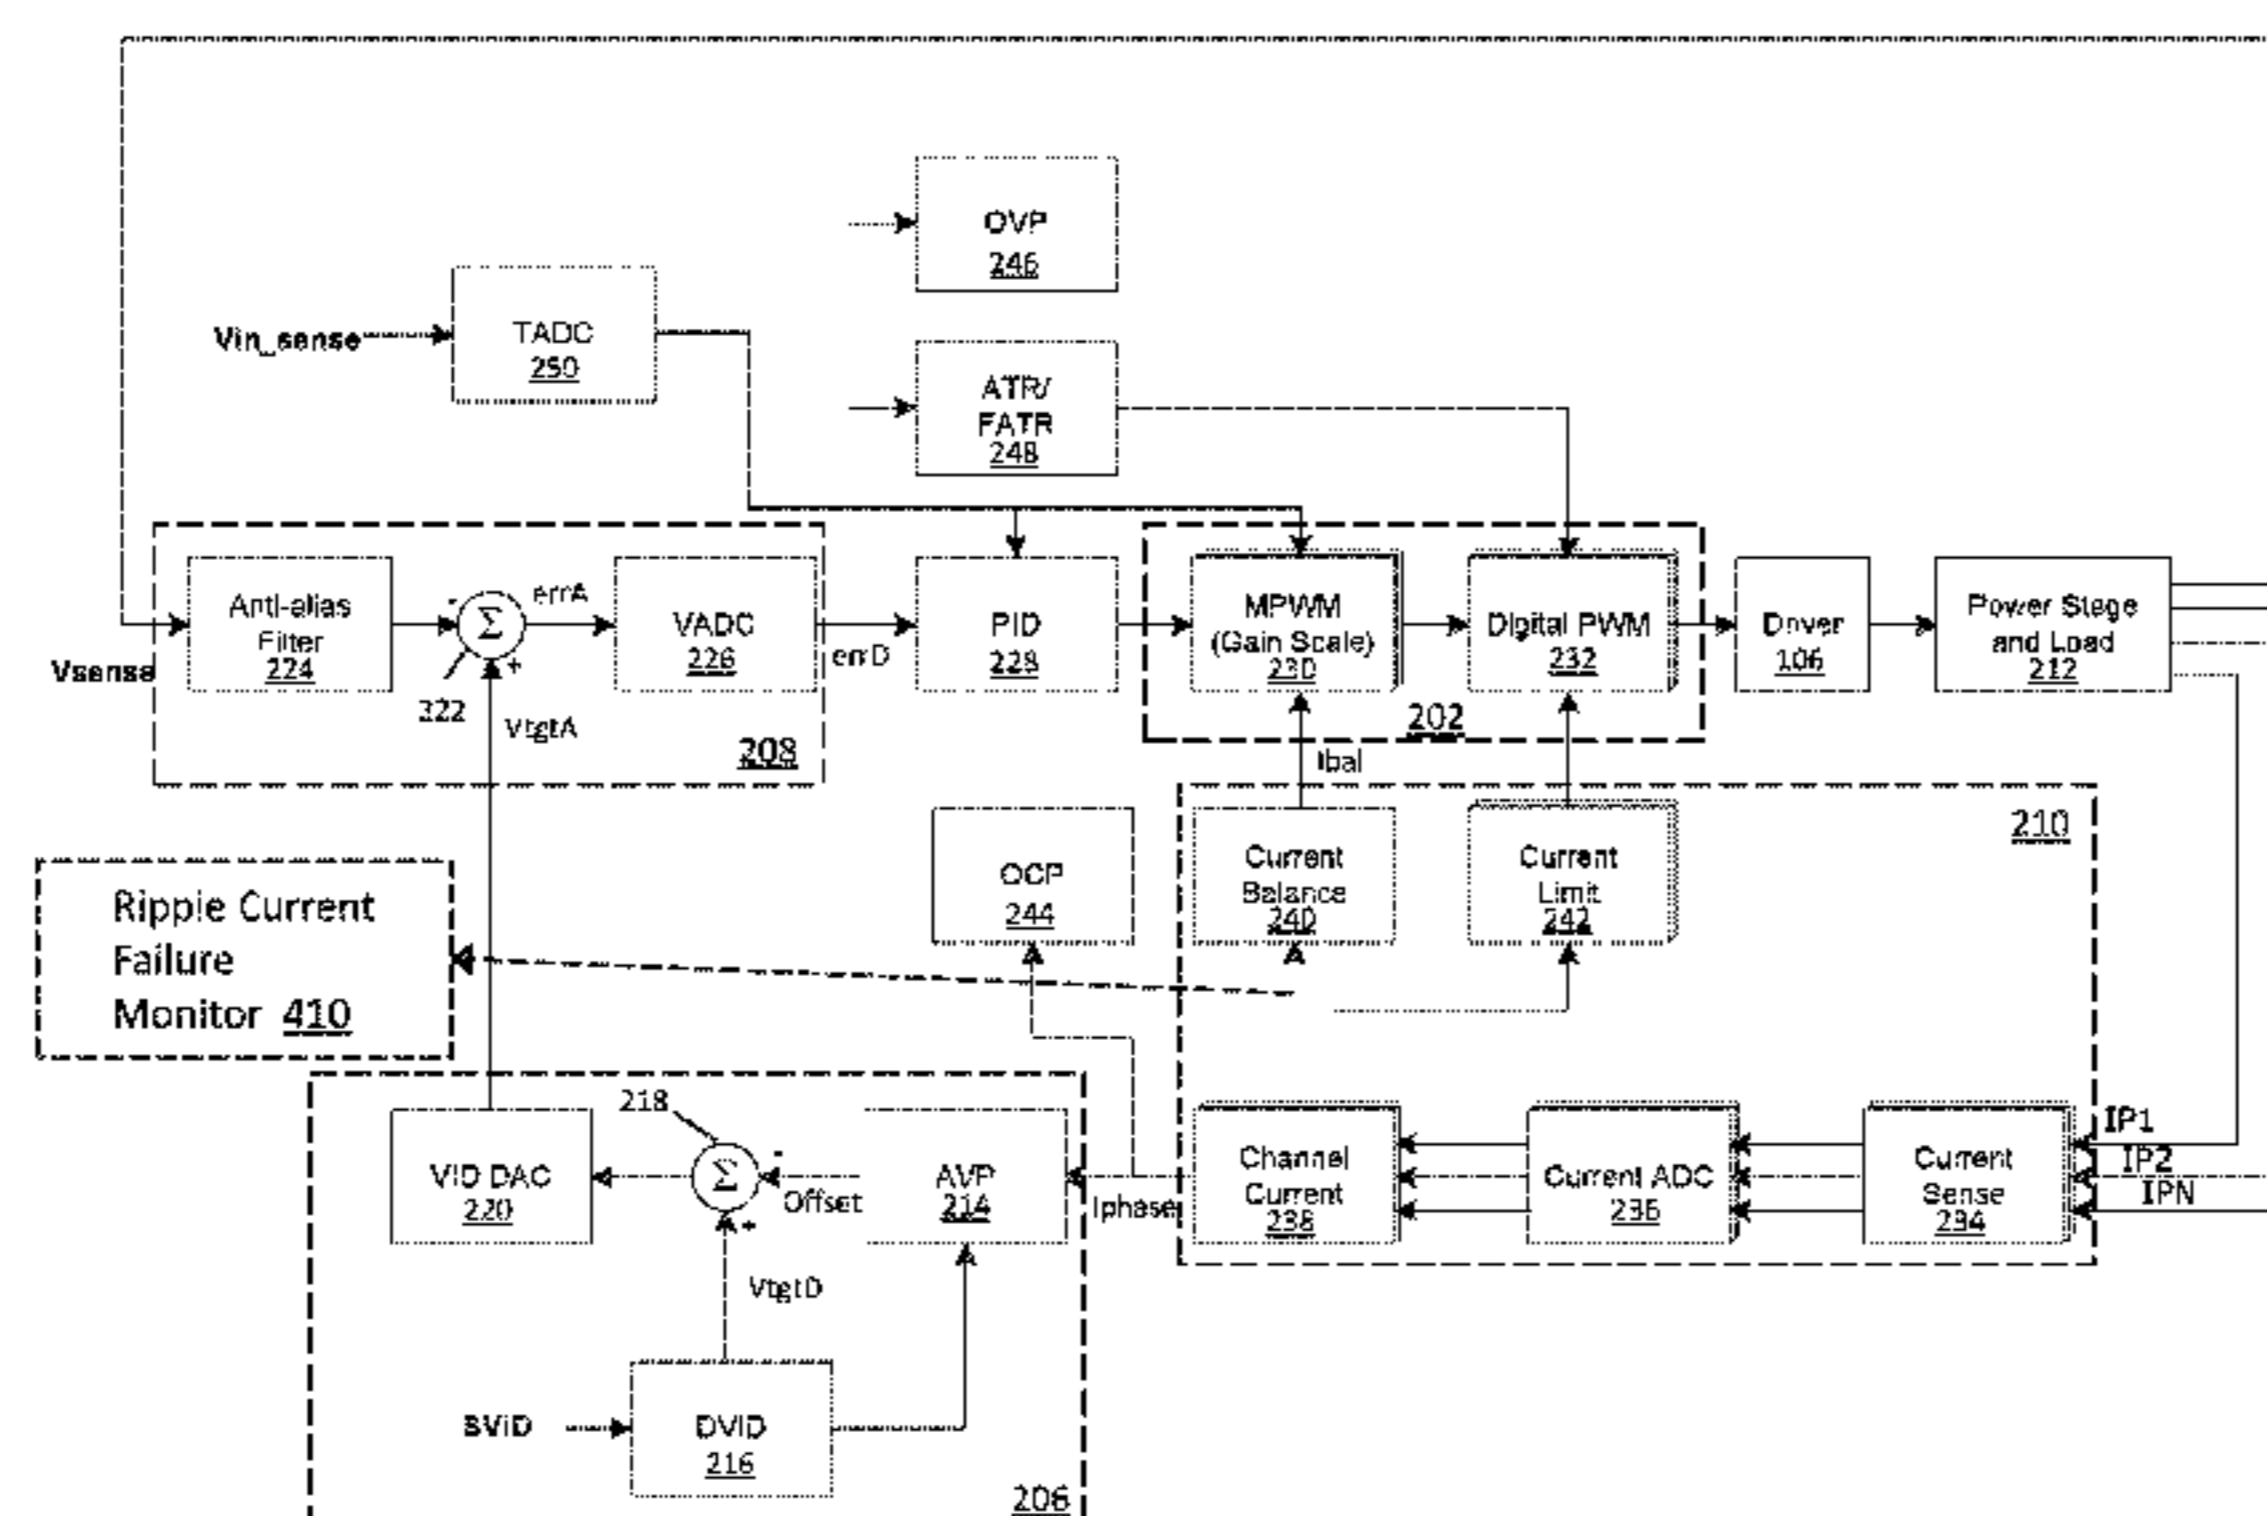 OVP
246
Vin_sense
TADC
250
ATR/
FATR
248
Anti-alias
Filter
224
-
Σ
+
errA
VADC
226
errD
PID
228
MPWM
(Gain Scale)
230
Digital PWM
232
Driver
106
Power Stage
and Load
212
Vsense
322
VtgtA
208
202
Ibal
210
Ripple Current
Failure
Monitor 410
OCP
244
Current
Balance
240
Current
Limit
242
218
VID DAC
220
Σ
-
+
Offset
AVP
214
Iphase
Channel
Current
238
Current ADC
236
Current
Sense
234
IP1
IP2
IPN
VtgtD
SVID
DVID
216
206